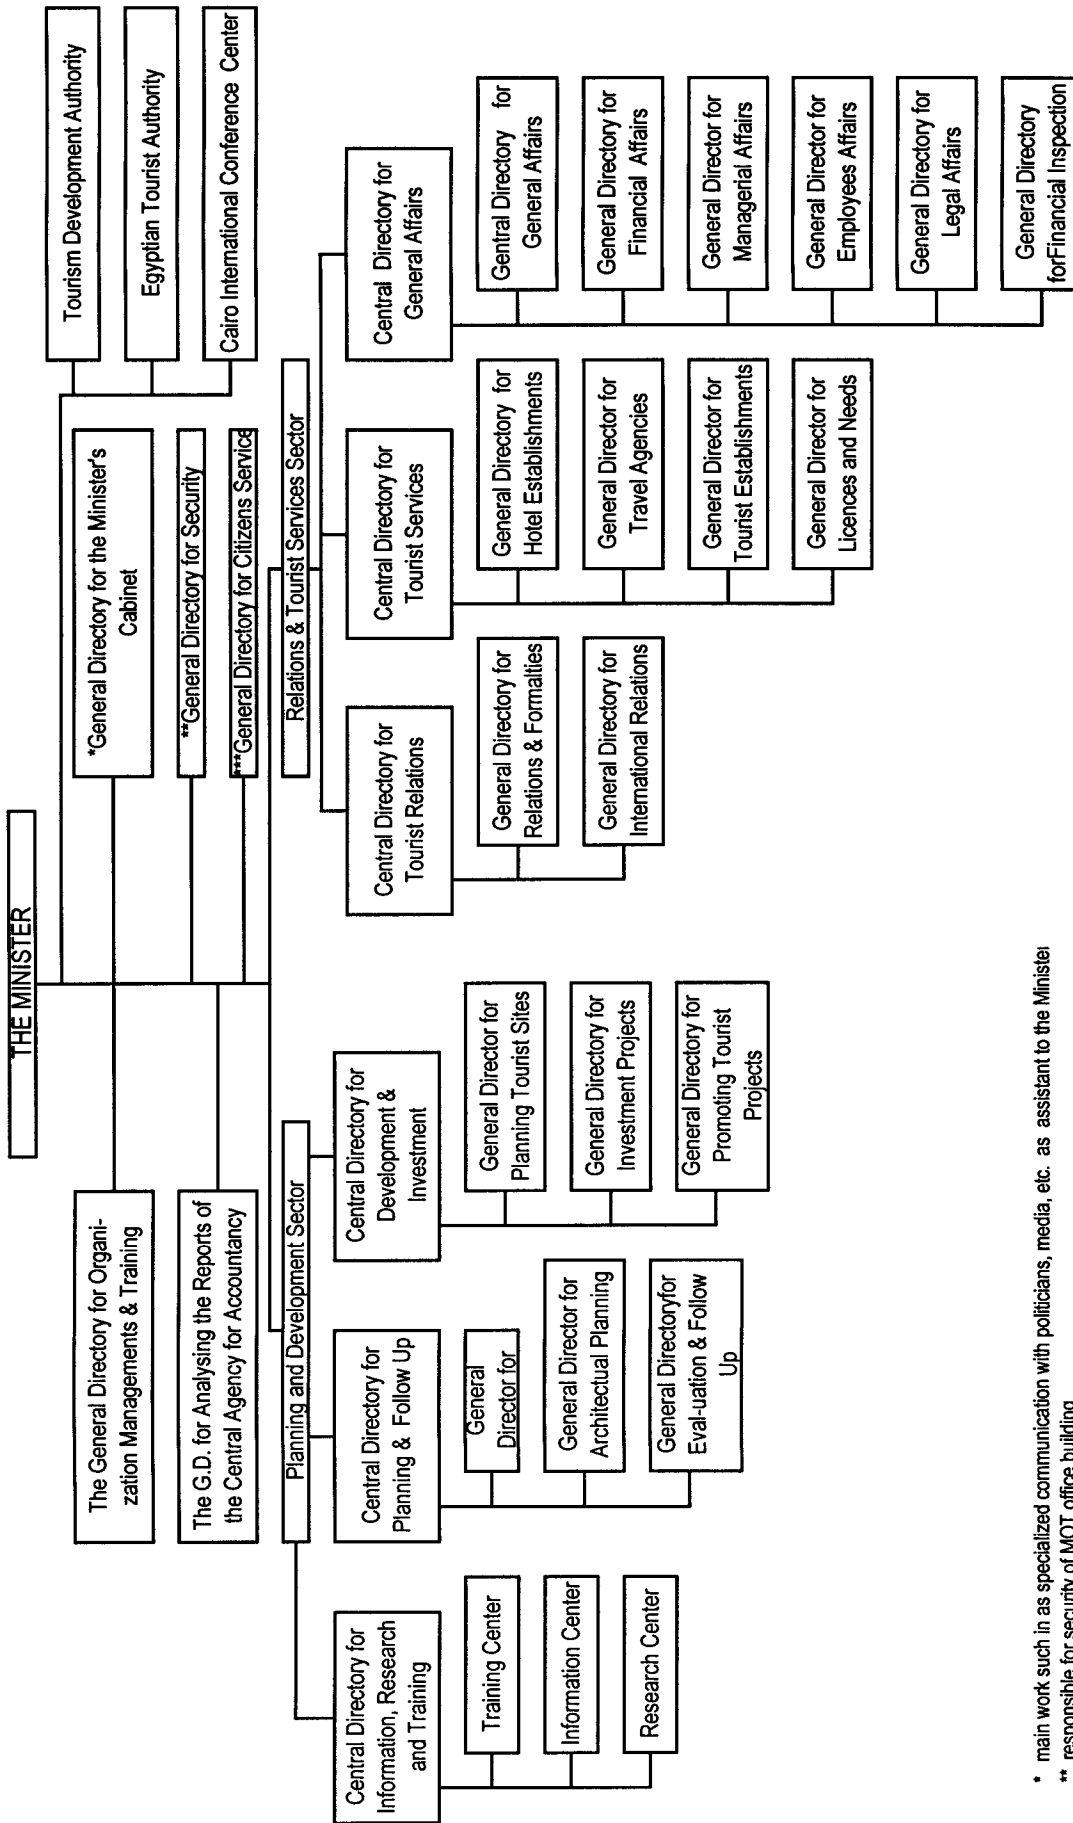 THE MINISTER
Tourism Development Authority
Egyptian Tourist Authority
Cairo International Conference Center
The General Directory for Organi-
zation Managements & Training
*General Directory for the Minister's
Cabinet
The G.D. for Analysing the Reports of
the Central Agency for Accountancy
**General Directory for Security
***General Directory for Citizens Service
Planning and Development Sector
Relations & Tourist Services Sector
Central Directory for
Information, Research
and Training
Central Directory for
Planning & Follow Up
Central Directory for
Development &
Investment
Central Directory for
Tourist Relations
Central Directory for
Tourist Services
Central Directory for
General Affairs
Training Center
Information Center
Research Center
General
Director for
General Director for
Architectual Planning
General Directoryfor
Eval-uation & Follow
Up
General Director for
Planning Tourist Sites
General Directory for
Investment Projects
General Directory for
Promoting Tourist
Projects
General Directory for
Relations & Formalties
General Directory for
International Relations
General Directory for
Hotel Establishments
General Director for
Travel Agencies
General Director for
Tourist Establishments
General Director for
Licences and Needs
Gentral Directory for
General Affairs
General Director for
Financial Affairs
General Director for
Managerial Affairs
General Director for
Employees Affairs
General Directory for
Legal Affairs
General Directory
forFinancial Inspection
* main work such in as specialized communication with politicians, media, etc. as assistant to the Minister
** responsible for security of MOT office building